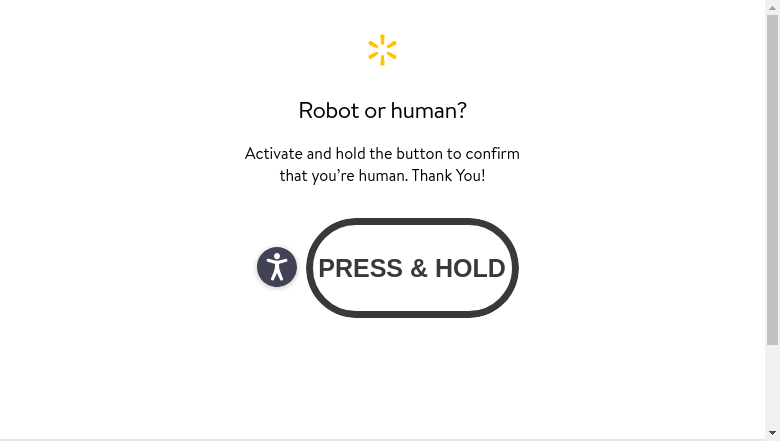 Robot or human?
Activate and hold the button to confirm
that you’re human. Thank You!
PRESS & HOLD